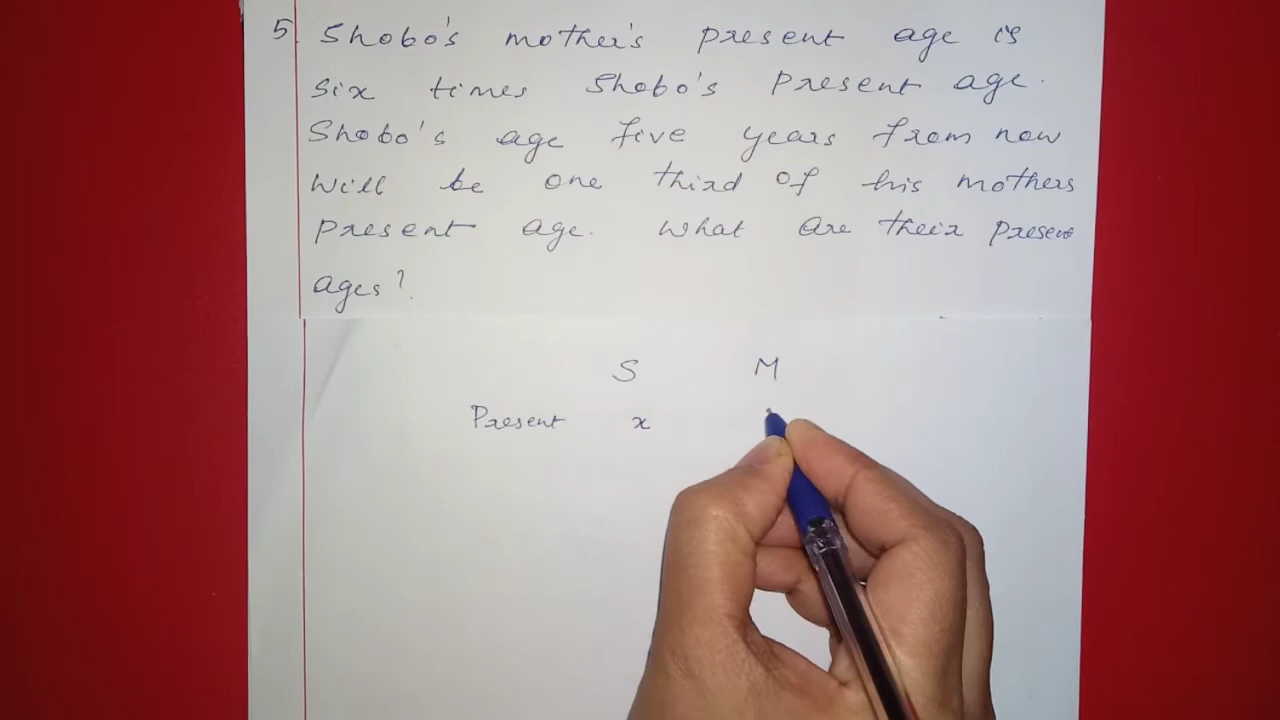 5. Shobo's mother's present age is
six times Shobo's present age.
Shobo's age five years from now
will be one third of his mothers
present age. What are their present
ages?
S M
Present x